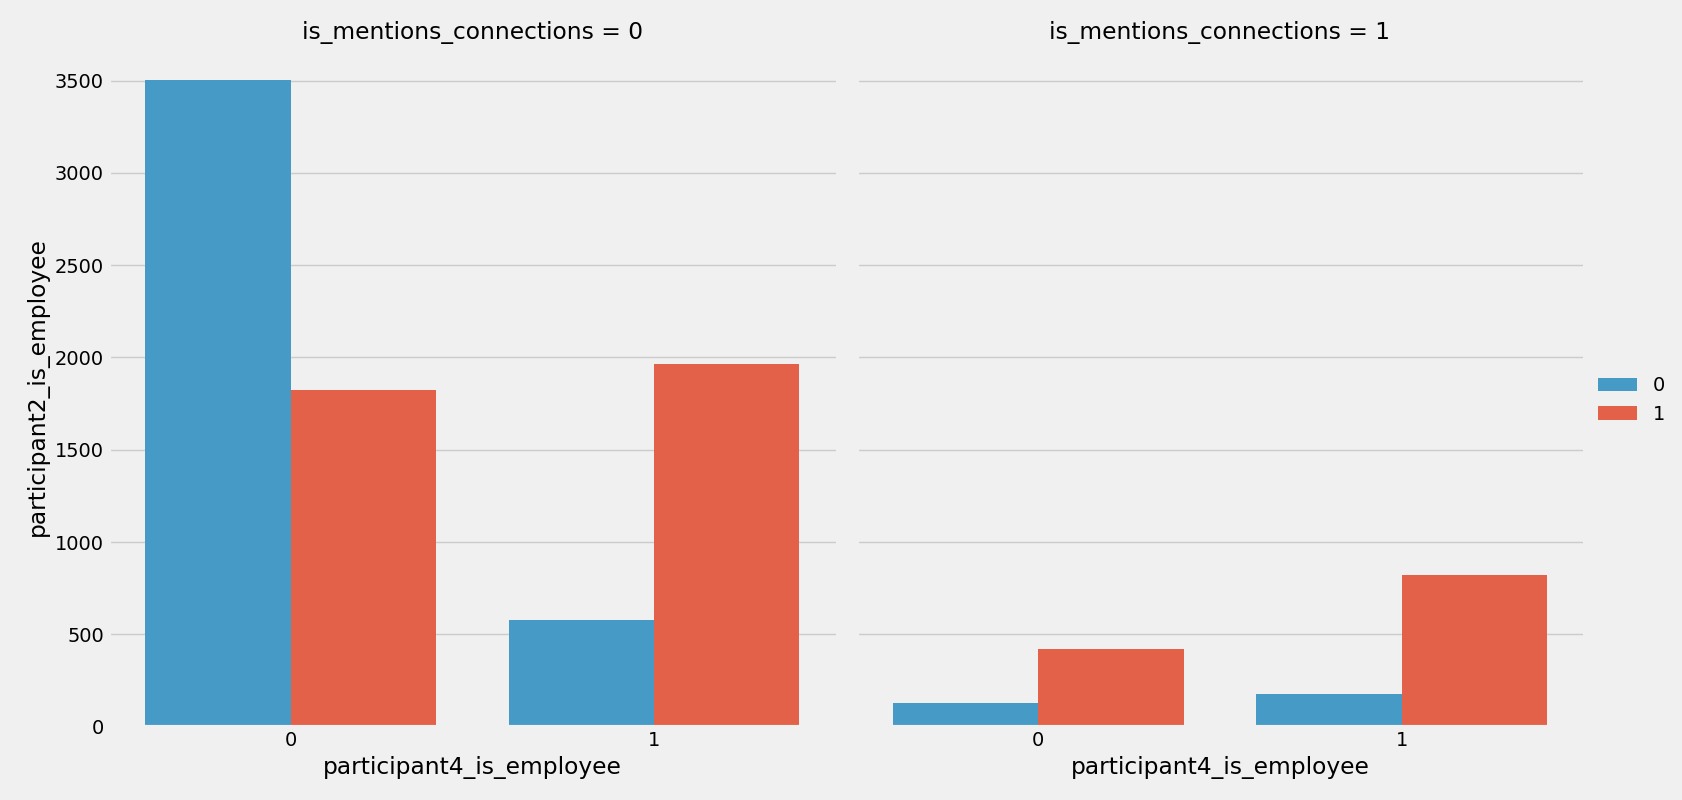 is_mentions_connections = 0
is_mentions_connections = 1
participant2_is_employee
3500
3000
2500
2000
1500
1000
500
0
0 1
0 1
participant4_is_employee
participant4_is_employee
0
1